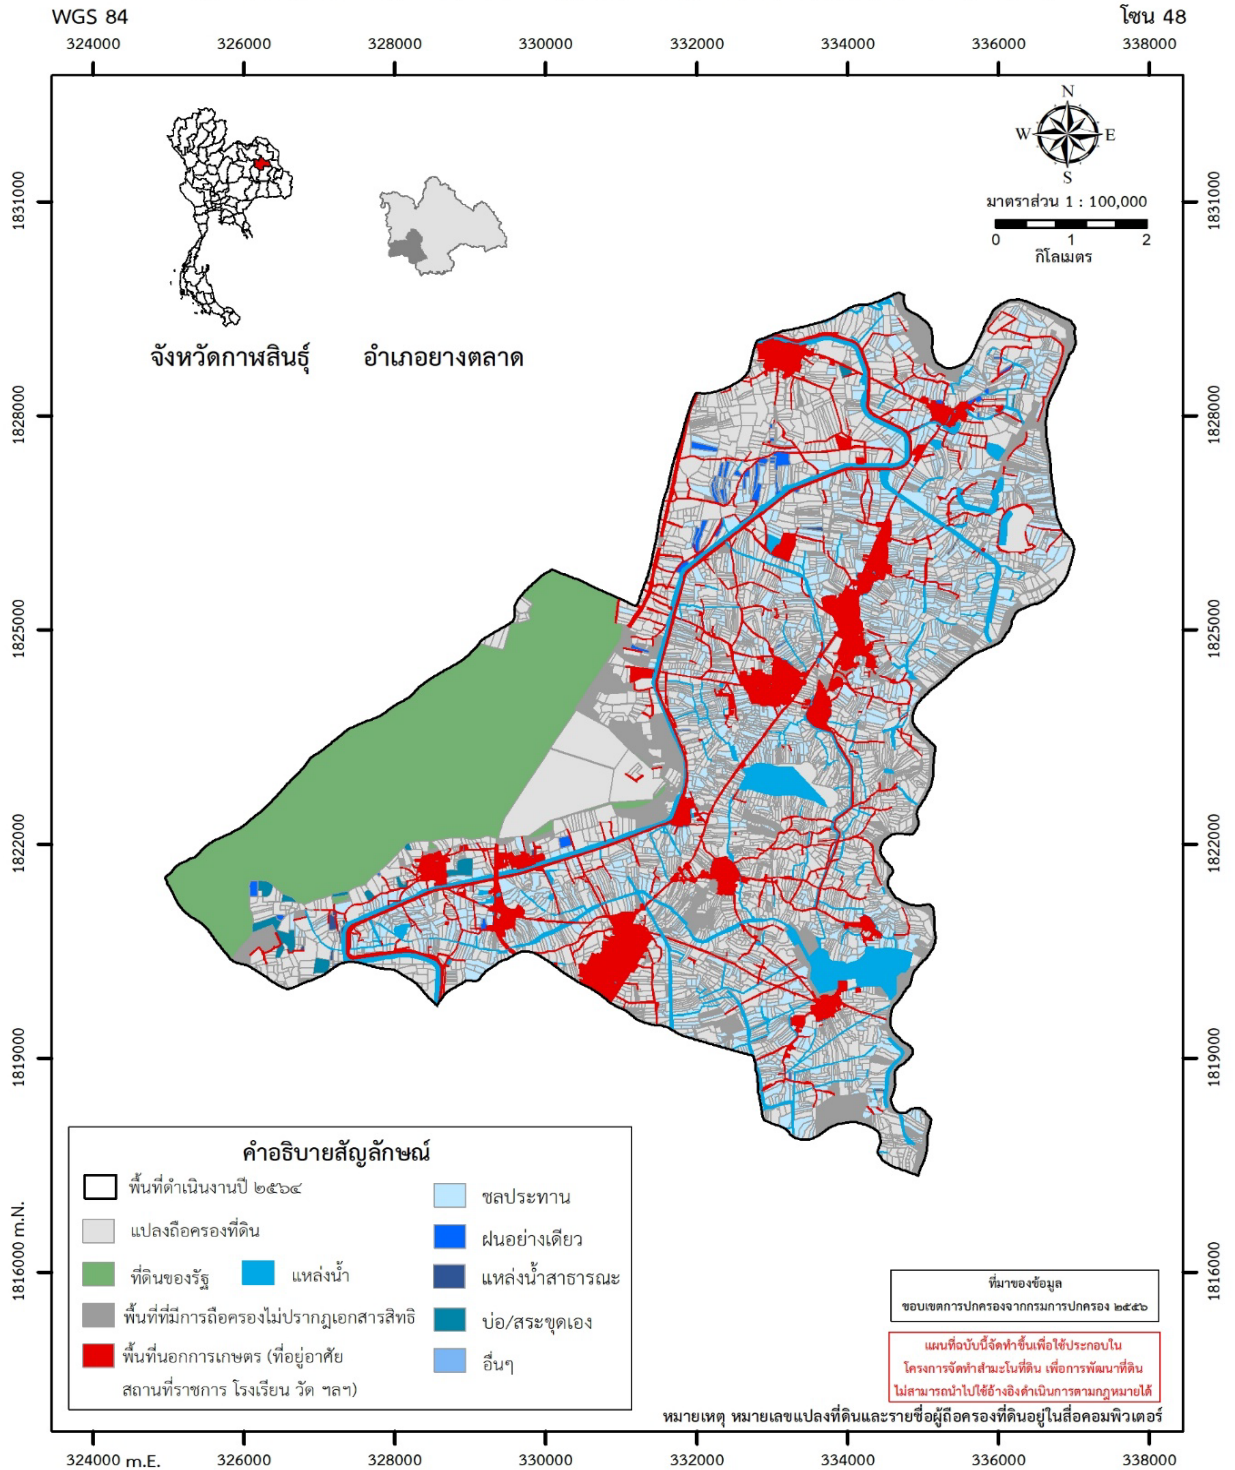 WGS 84
โซน 48
324000 326000 328000 330000 332000 334000 336000 338000
N
W E
S
มาตราส่วน 1 : 100,000
0 1 2
กิโลเมตร
จังหวัดกาฬสินธุ์
อำเภอยางตลาด
1831000
1828000
1825000
1822000
1819000
1816000 m.N.
1831000
1828000
1825000
1822000
1819000
1816000
คำอธิบายสัญลักษณ์
พื้นที่ดำเนินงานปี ๒๕๖๔
แปลงถือครองที่ดิน
ที่ดินของรัฐ
แหล่งน้ำ
พื้นที่ที่มีการถือครองไม่ปรากฏเอกสารสิทธิ
พื้นที่นอกการเกษตร (ที่อยู่อาศัย
สถานที่ราชการ โรงเรียน วัด ฯลฯ)
ชลประทาน
ฝนอย่างเดียว
แหล่งน้ำสาธารณะ
บ่อ/สระขุดเอง
อื่นๆ
ที่มาของข้อมูล
ขอบเขตการปกครองจากกรมการปกครอง ๒๕๕๖
แผนที่ฉบับนี้จัดทำขึ้นเพื่อใช้ประกอบใน
โครงการจัดทำสำมะโนที่ดิน เพื่อการพัฒนาที่ดิน
ไม่สามารถนำไปใช้อ้างอิงดำเนินการตามกฎหมายได้
หมายเหตุ หมายเลขแปลงที่ดินและรายชื่อผู้ถือครองที่ดินอยู่ในสื่อคอมพิวเตอร์
324000 m.E. 326000 328000 330000 332000 334000 336000 338000